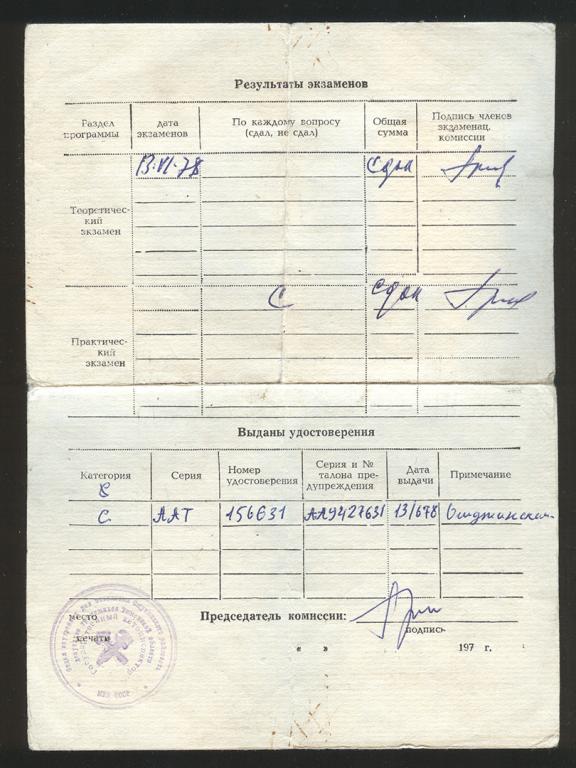 Результаты экзаменов
Раздел программы
дата экзаменов
По каждому вопросу (сдал, не сдал)
Общая сумма
Подпись членов экзаменац. комиссии
Теоретический экзамен
13·VI·78
сдал
Практический экзамен
С
сдал
Выданы удостоверения
Категория
Серия
Номер удостоверения
Серия и № талона предупреждения
Дата выдачи
Примечание
С
ААТ
156631
АА9427631
13/678
Председатель комиссии:
место
печати
подпись
« » 197 г.